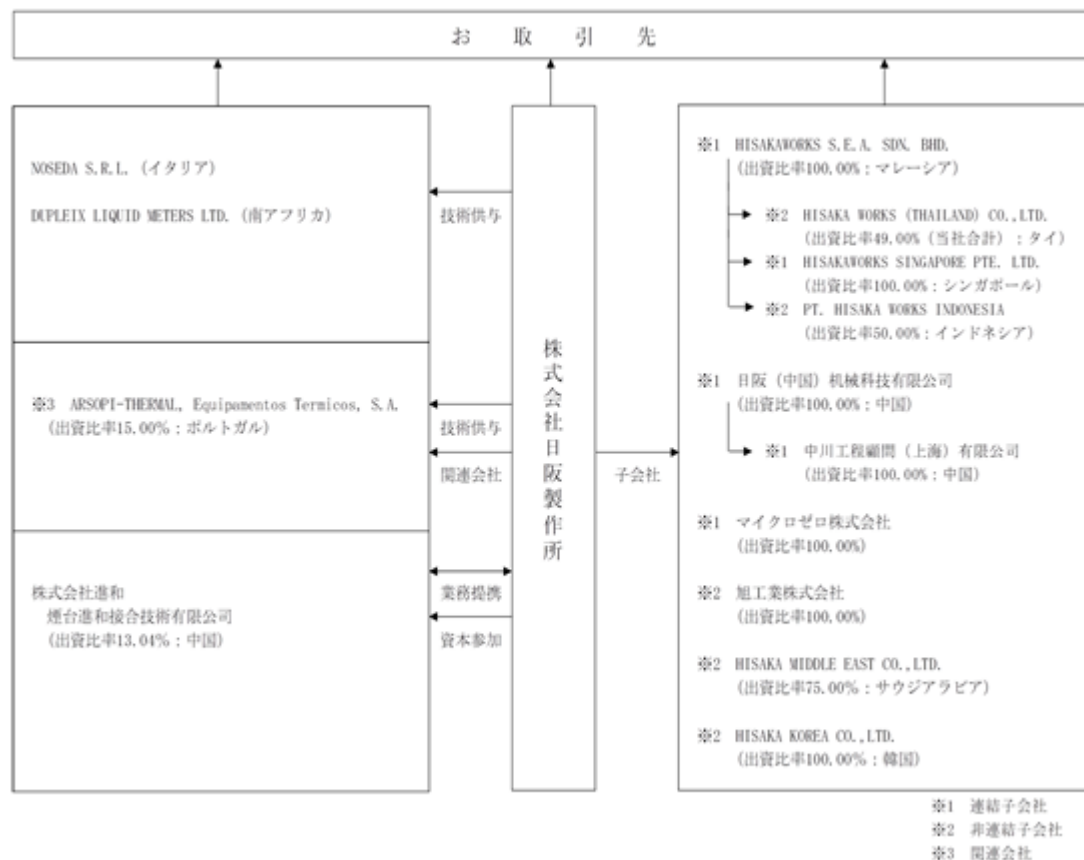 お取引先
NOSEDA S.R.L. (イタリア)
DUPLEIX LIQUID METERS LTD. (南アフリカ)
技術供与
※3 ARSOPI-THERMAL, Equipamentos Termicos, S.A.
(出資比率15.00%：ポルトガル)
技術供与
関連会社
株式会社進和
煙台進和接合技術有限公司
(出資比率13.04%：中国)
業務提携
資本参加
株式会社日阪製作所
子会社
※1 HISAKAWORKS S.E.A. SDN. BHD.
(出資比率100.00%：マレーシア)
※2 HISAKA WORKS (THAILAND) CO.,LTD.
(出資比率49.00% (当社合計) ：タイ)
※1 HISAKAWORKS SINGAPORE PTE. LTD.
(出資比率100.00%：シンガポール)
※2 PT. HISAKA WORKS INDONESIA
(出資比率50.00%：インドネシア)
※1 日阪（中国）机械科技有限公司
(出資比率100.00%：中国)
※1 中川工程顧問（上海）有限公司
(出資比率100.00%：中国)
※1 マイクロゼロ株式会社
(出資比率100.00%)
※2 旭工業株式会社
(出資比率100.00%)
※2 HISAKA MIDDLE EAST CO.,LTD.
(出資比率75.00%：サウジアラビア)
※2 HISAKA KOREA CO.,LTD.
(出資比率100.00%：韓国)
※1 連結子会社
※2 非連結子会社
※3 関連会社